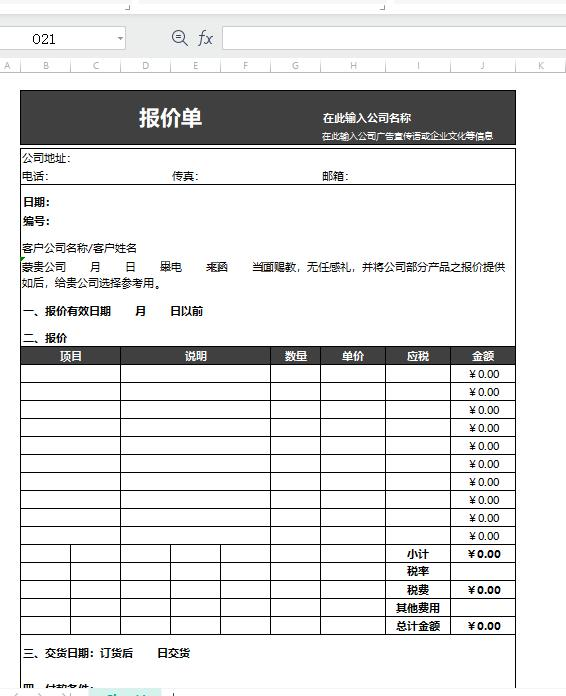 O21
fx
A B C D E F G H I J K
报价单
在此输入公司名称
在此输入公司广告宣传语或企业文化等信息
公司地址:
电话: 传真: 邮箱:
日期:
编号:
客户公司名称/客户姓名
蒙贵公司 月 日 来电 来函 当面赐教，无任感礼，并将公司部分产品之报价提供
如后，给贵公司选择参考用。
一、报价有效日期 月 日以前
二、报价
项目 说明 数量 单价 应税 金额
￥0.00
￥0.00
￥0.00
￥0.00
￥0.00
￥0.00
￥0.00
￥0.00
￥0.00
￥0.00
小计 ￥0.00
税率
税费 ￥0.00
其他费用
总计金额 ￥0.00
三、交货日期: 订货后 日交货
四、付款条件: